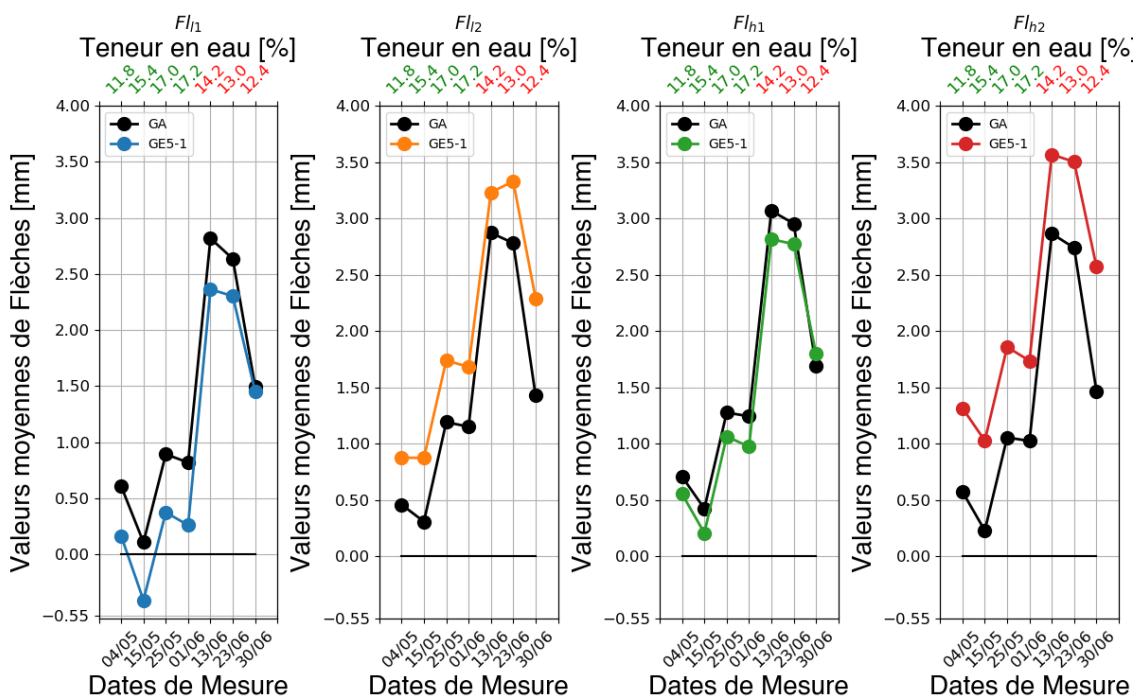 Fl_l1
Teneur en eau [%]
11.8 15.4 17.0 17.2 14.2 13.0 12.4
4.00
3.50
3.00
2.50
2.00
1.50
1.00
0.50
0.00
−0.55
Valeurs moyennes de Flèches [mm]
GA
GE5-1
04/05 15/05 25/05 01/06 13/06 23/06 30/06
Dates de Mesure
Fl_l2
Teneur en eau [%]
11.8 15.4 17.0 17.2 14.2 13.0 12.4
4.00
3.50
3.00
2.50
2.00
1.50
1.00
0.50
0.00
−0.55
Valeurs moyennes de Flèches [mm]
GA
GE5-1
04/05 15/05 25/05 01/06 13/06 23/06 30/06
Dates de Mesure
Fl_h1
Teneur en eau [%]
11.8 15.4 17.0 17.2 14.2 13.0 12.4
4.00
3.50
3.00
2.50
2.00
1.50
1.00
0.50
0.00
−0.55
Valeurs moyennes de Flèches [mm]
GA
GE5-1
04/05 15/05 25/05 01/06 13/06 23/06 30/06
Dates de Mesure
Fl_h2
Teneur en eau [%]
11.8 15.4 17.0 17.2 14.2 13.0 12.4
4.00
3.50
3.00
2.50
2.00
1.50
1.00
0.50
0.00
−0.55
Valeurs moyennes de Flèches [mm]
GA
GE5-1
04/05 15/05 25/05 01/06 13/06 23/06 30/06
Dates de Mesure